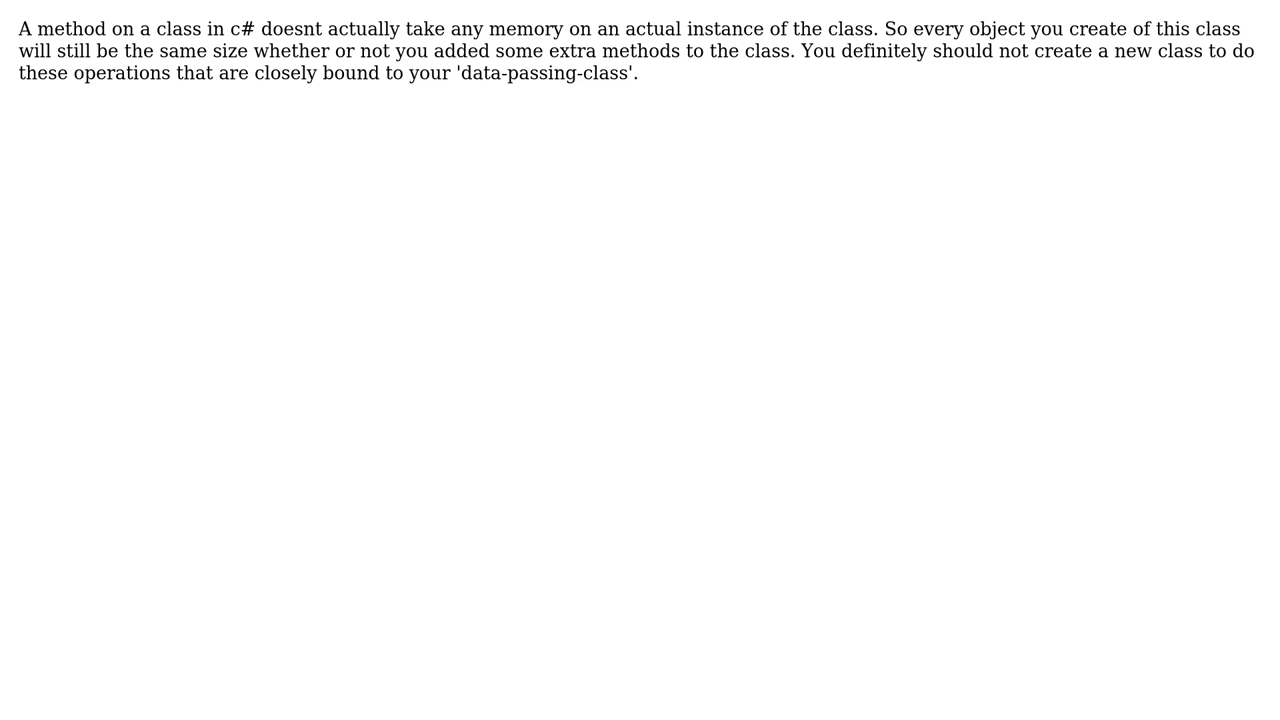 A method on a class in c# doesnt actually take any memory on an actual instance of the class. So every object you create of this class
will still be the same size whether or not you added some extra methods to the class. You definitely should not create a new class to do
these operations that are closely bound to your 'data-passing-class'.